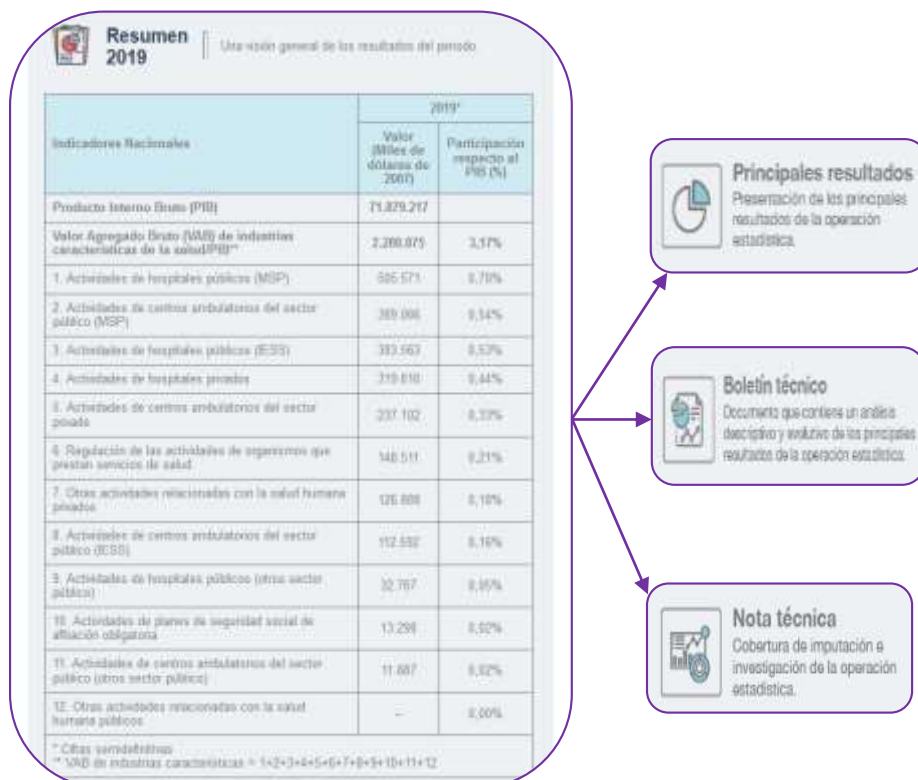 Resumen
2019
Una visión general de los resultados del periodo
Indicadores Nacionales
2019*
Valor
(Miles de
dólares de
2007)
Participación
respecto al
PIB (%)
Producto Interno Bruto (PIB)
71.879.217
Valor Agregado Bruto (VAB) de industrias
características de la salud/PIB**
3,17%
1. Actividades de hospitales públicos (MSP)
0,70%
2. Actividades de centros ambulatorios del sector
público (MSP)
0,54%
3. Actividades de hospitales públicos (IESS)
383.563
0,53%
4. Actividades de hospitales privados
0,44%
5. Actividades de centros ambulatorios del sector
privado
237.102
0,33%
6. Regulación de las actividades de organismos que
prestan servicios de salud
148.511
0,21%
7. Otras actividades relacionadas con la salud humana
privados
0,18%
8. Actividades de centros ambulatorios del sector
público (IESS)
0,16%
9. Actividades de hospitales públicos (otros sector
público)
32.767
0,05%
10. Actividades de planes de seguridad social de
afiliación obligatoria
13.298
0,02%
11. Actividades de centros ambulatorios del sector
público (otros sector público)
0,02%
12. Otras actividades relacionadas con la salud
humana públicos
–
0,00%
* Cifras semidefinitivas
** VAB de industrias características = 1+2+3+4+5+6+7+8+9+10+11+12
Principales resultados
Presentación de los principales
resultados de la operación
estadística.
Boletín técnico
Documento que contiene un análisis
descriptivo y evolutivo de los principales
resultados de la operación estadística.
Nota técnica
Cobertura de imputación e
investigación de la operación
estadística.